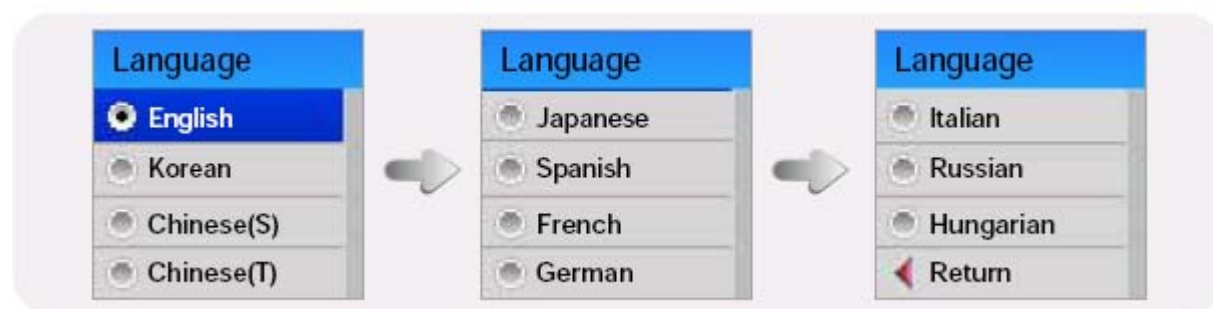 Language
English
Korean
Chinese(S)
Chinese(T)
Language
Japanese
Spanish
French
German
Language
Italian
Russian
Hungarian
Return